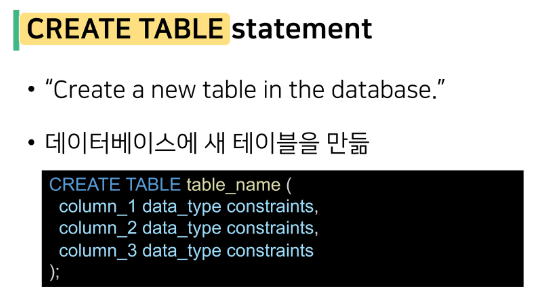 CREATE TABLE statement
• “Create a new table in the database.”
• 데이터베이스에 새 테이블을 만듦
CREATE TABLE table_name (
column_1 data_type constraints,
column_2 data_type constraints,
column_3 data_type constraints
);